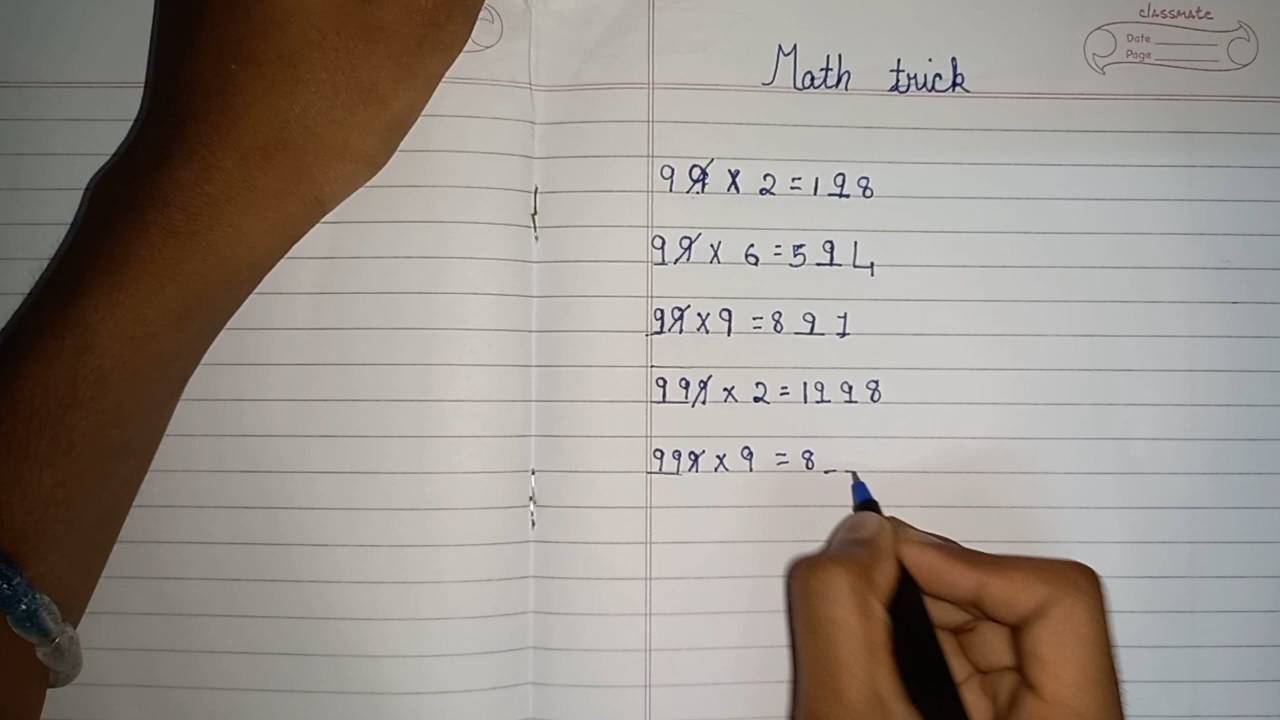 classmate
Date
Page
Math trick
99 x 2 = 198
99 x 6 = 594
99 x 9 = 891
999 x 2 = 1998
999 x 9 = 8_ _